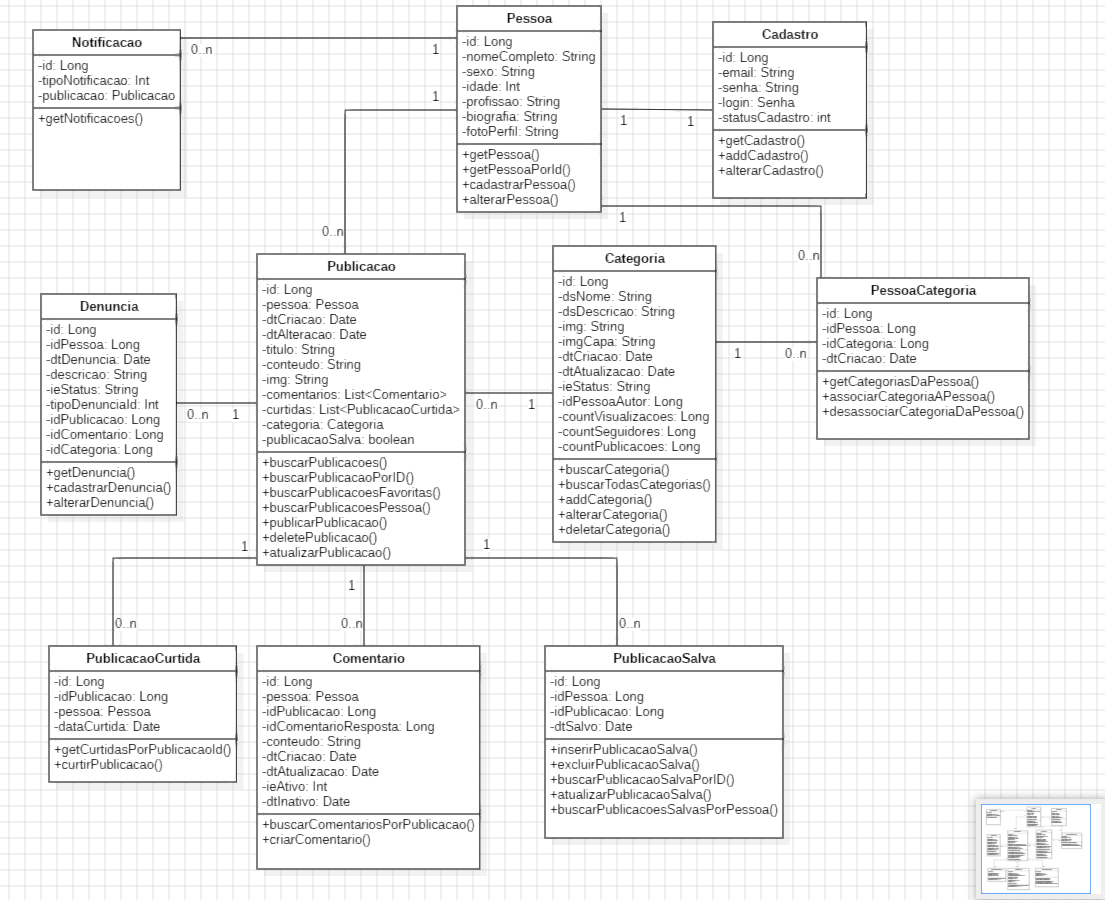 Notificacao
-id: Long
-tipoNotificacao: Int
-publicacao: Publicacao
+getNotificacoes()
0..n
1
Pessoa
-id: Long
-nomeCompleto: String
-sexo: String
-idade: Int
-profissao: String
-biografia: String
-fotoPerfil: String
+getPessoa()
+getPessoaPorId()
+cadastrarPessoa()
+alterarPessoa()
1
0..n
1
1
Cadastro
-id: Long
-email: String
-senha: String
-login: Senha
-statusCadastro: int
+getCadastro()
+addCadastro()
+alterarCadastro()
1
0..n
Denuncia
-id: Long
-idPessoa: Long
-dtDenuncia: Date
-descricao: String
-ieStatus: String
-tipoDenunciaId: Int
-idPublicacao: Long
-idComentario: Long
-idCategoria: Long
+getDenuncia()
+cadastrarDenuncia()
+alterarDenuncia()
0..n
1
Publicacao
-id: Long
-pessoa: Pessoa
-dtCriacao: Date
-dtAlteracao: Date
-titulo: String
-conteudo: String
-img: String
-comentarios: List<Comentario>
-curtidas: List<PublicacaoCurtida>
-categoria: Categoria
-publicacaoSalva: boolean
+buscarPublicacoes()
+buscarPublicacaoPorID()
+buscarPublicacoesFavoritas()
+buscarPublicacoesPessoa()
+publicarPublicacao()
+deletePublicacao()
+atualizarPublicacao()
0..n
1
Categoria
-id: Long
-dsNome: String
-dsDescricao: String
-img: String
-imgCapa: String
-dtCriacao: Date
-dtAtualizacao: Date
-ieStatus: String
-idPessoaAutor: Long
-countVisualizacoes: Long
-countSeguidores: Long
-countPublicacoes: Long
+buscarCategoria()
+buscarTodasCategorias()
+addCategoria()
+alterarCategoria()
+deletarCategoria()
1
0..n
PessoaCategoria
-id: Long
-idPessoa: Long
-idCategoria: Long
-dtCriacao: Date
+getCategoriasDaPessoa()
+associarCategoriaAPessoa()
+desassociarCategoriaDaPessoa()
1
0..n
1
0..n
1
0..n
PublicacaoCurtida
-id: Long
-idPublicacao: Long
-pessoa: Pessoa
-dataCurtida: Date
+getCurtidasPorPublicacaoId()
+curtirPublicacao()
Comentario
-id: Long
-pessoa: Pessoa
-idPublicacao: Long
-idComentarioResposta: Long
-conteudo: String
-dtCriacao: Date
-dtAtualizacao: Date
-ieAtivo: Int
-dtInativo: Date
+buscarComentariosPorPublicacao()
+criarComentario()
PublicacaoSalva
-id: Long
-idPessoa: Long
-idPublicacao: Long
-dtSalvo: Date
+inserirPublicacaoSalva()
+excluirPublicacaoSalva()
+buscarPublicacaoSalvaPorID()
+atualizarPublicacaoSalva()
+buscarPublicacoesSalvasPorPessoa()